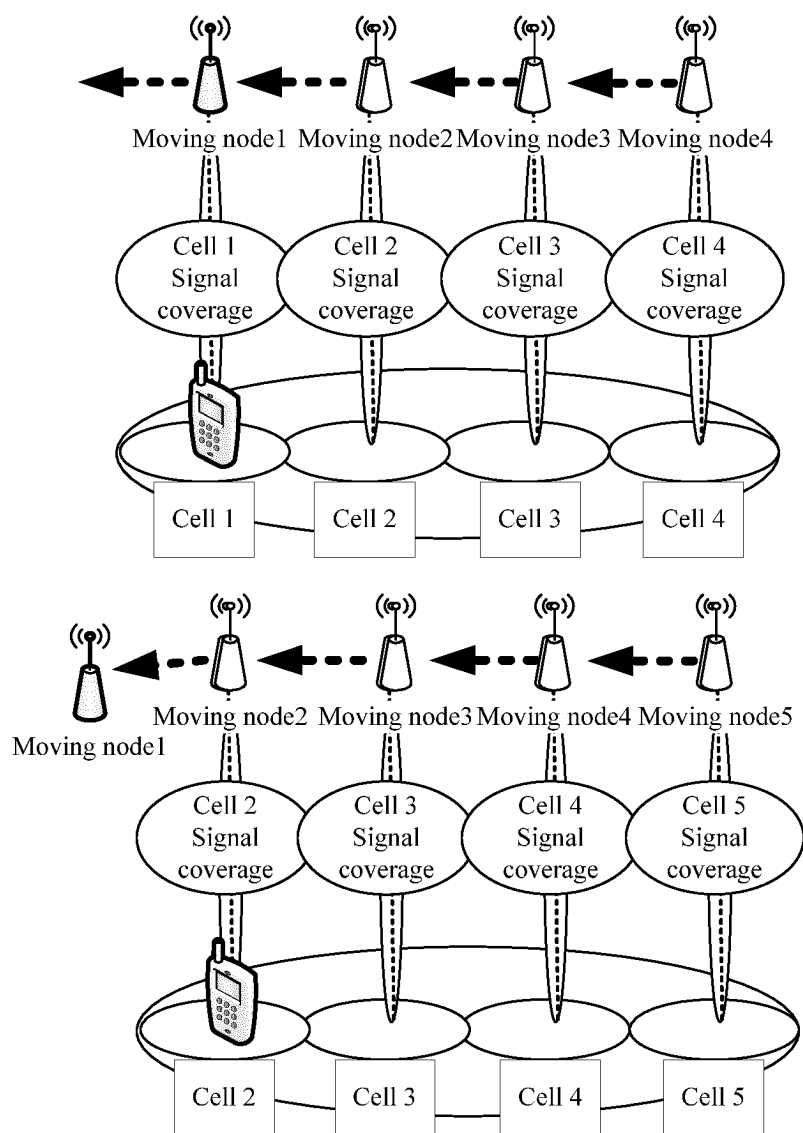 Moving node1 Moving node2 Moving node3 Moving node4
Cell 1
Signal
coverage
Cell 2
Signal
coverage
Cell 3
Signal
coverage
Cell 4
Signal
coverage
Cell 1
Cell 2
Cell 3
Cell 4
Moving node1
Moving node2 Moving node3 Moving node4 Moving node5
Cell 2
Signal
coverage
Cell 3
Signal
coverage
Cell 4
Signal
coverage
Cell 5
Signal
coverage
Cell 2
Cell 3
Cell 4
Cell 5